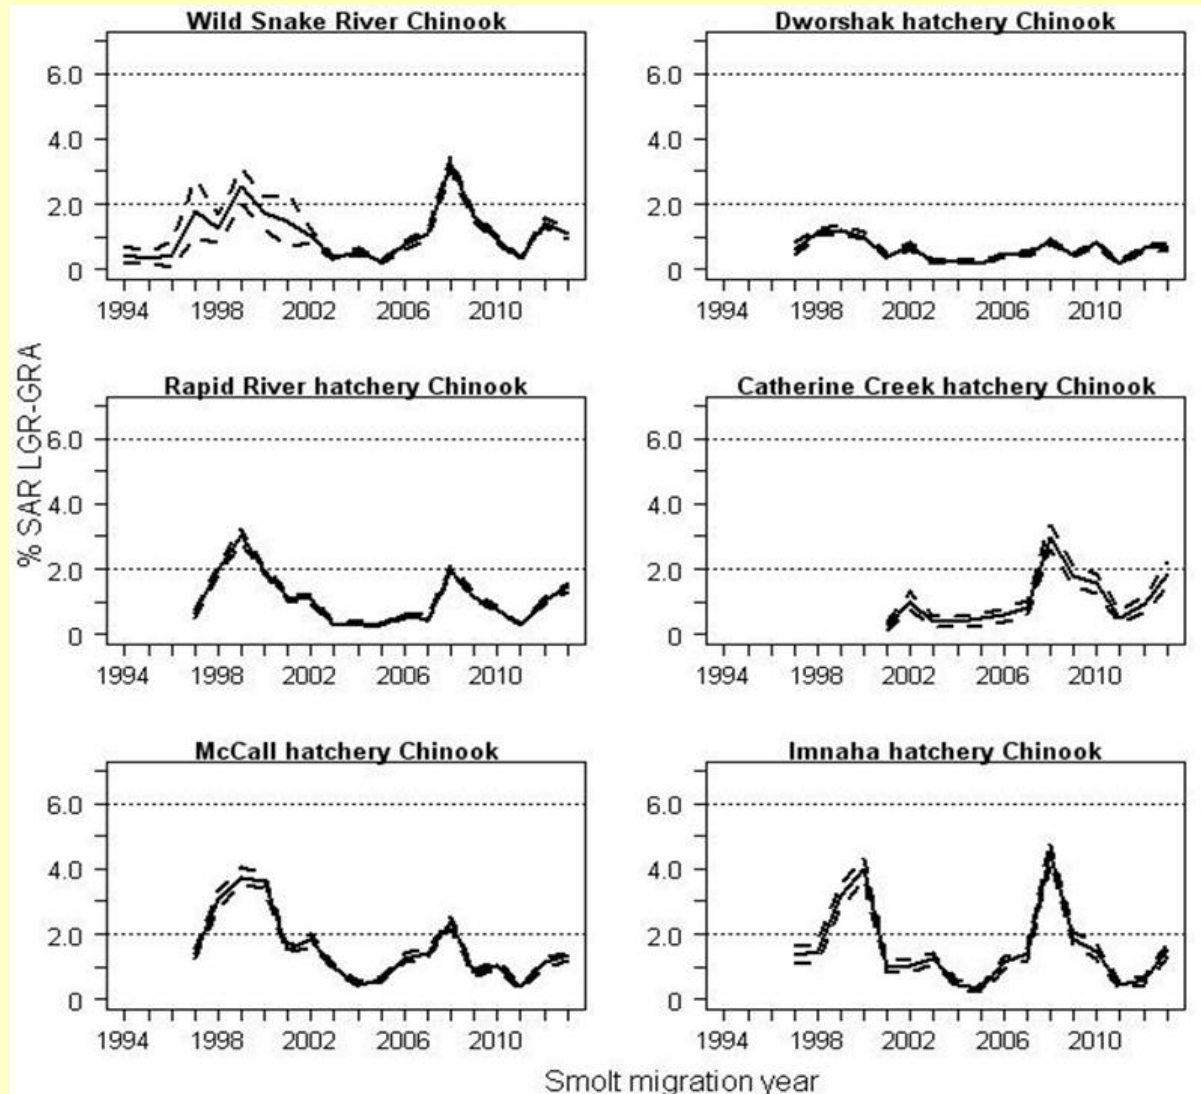 Wild Snake River Chinook
6.0
4.0
2.0
0
1994 1998 2002 2006 2010
Dworshak hatchery Chinook
6.0
4.0
2.0
0
1994 1998 2002 2006 2010
% SAR LGR-GRA
Rapid River hatchery Chinook
6.0
4.0
2.0
0
1994 1998 2002 2006 2010
Catherine Creek hatchery Chinook
6.0
4.0
2.0
0
1994 1998 2002 2006 2010
McCall hatchery Chinook
6.0
4.0
2.0
0
1994 1998 2002 2006 2010
Imnaha hatchery Chinook
6.0
4.0
2.0
0
1994 1998 2002 2006 2010
Smolt migration year